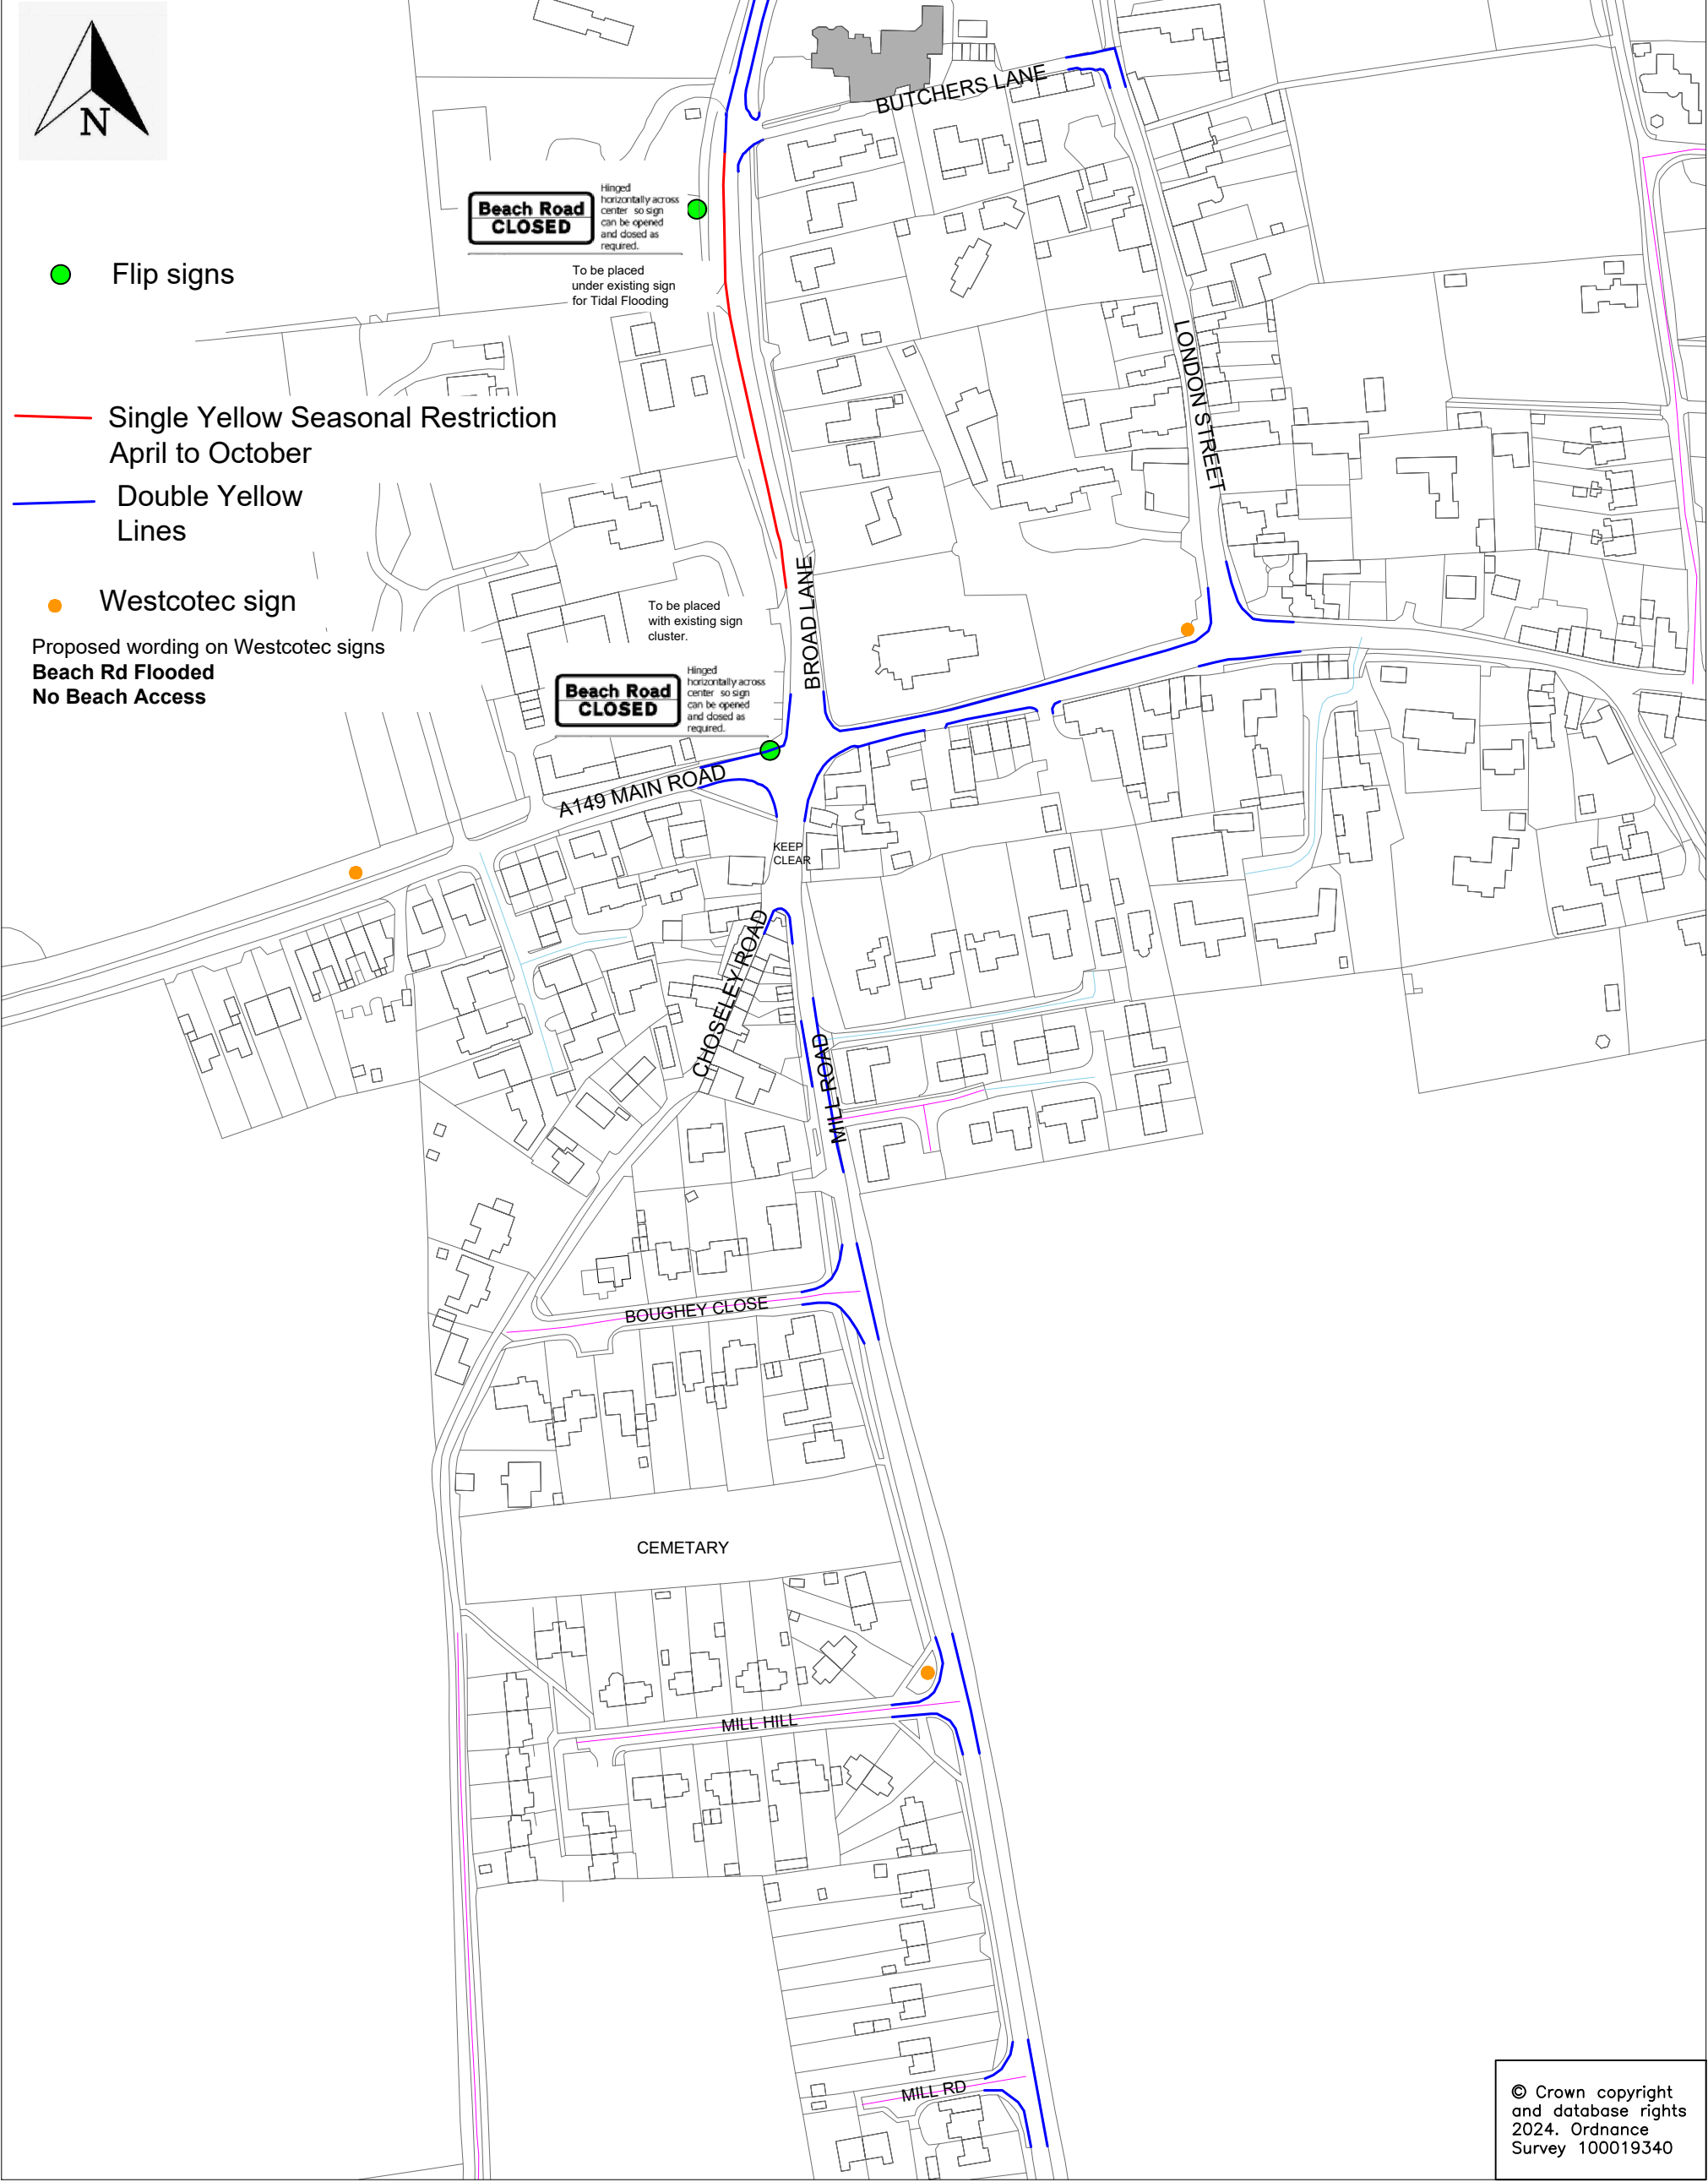 N
BUTCHERS LANE
Beach Road
CLOSED
Hinged
horizontally across
center so sign
can be opened
and closed as
required.
Flip signs
To be placed
under existing sign
for Tidal Flooding
LONDON STREET
Single Yellow Seasonal Restriction
April to October
Double Yellow
Lines
BROAD LANE
Westcotec sign
To be placed
with existing sign
cluster.
Proposed wording on Westcotec signs
Beach Rd Flooded
No Beach Access
Beach Road
CLOSED
Hinged
horizontally across
center so sign
can be opened
and closed as
required.
A149 MAIN ROAD
KEEP
CLEAR
CHOSELEY ROAD
MILL ROAD
BOUGHEY CLOSE
CEMETARY
MILL HILL
MILL RD
© Crown copyright
and database rights
2024. Ordnance
Survey 100019340